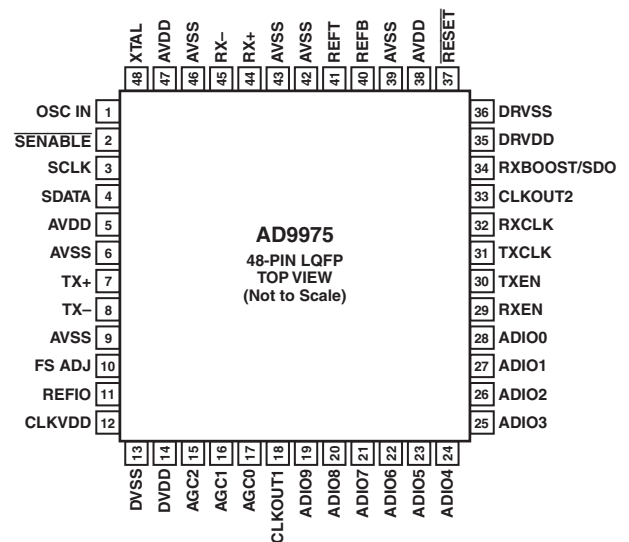 XTAL
AVDD
AVSS
RX–
RX+
AVSS
AVSS
REFT
REFB
AVSS
AVDD
RESET
48 47 46 45 44 43 42 41 40 39 38 37
OSC IN 1
SENABLE 2
SCLK 3
SDATA 4
AVDD 5
AVSS 6
TX+ 7
TX– 8
AVSS 9
FS ADJ 10
REFIO 11
CLKVDD 12
AD9975
48-PIN LQFP
TOP VIEW
(Not to Scale)
36 DRVSS
35 DRVDD
34 RXBOOST/SDO
33 CLKOUT2
32 RXCLK
31 TXCLK
30 TXEN
29 RXEN
28 ADIO0
27 ADIO1
26 ADIO2
25 ADIO3
13 14 15 16 17 18 19 20 21 22 23 24
DVSS
DVDD
AGC2
AGC1
AGC0
CLKOUT1
ADIO9
ADIO8
ADIO7
ADIO6
ADIO5
ADIO4